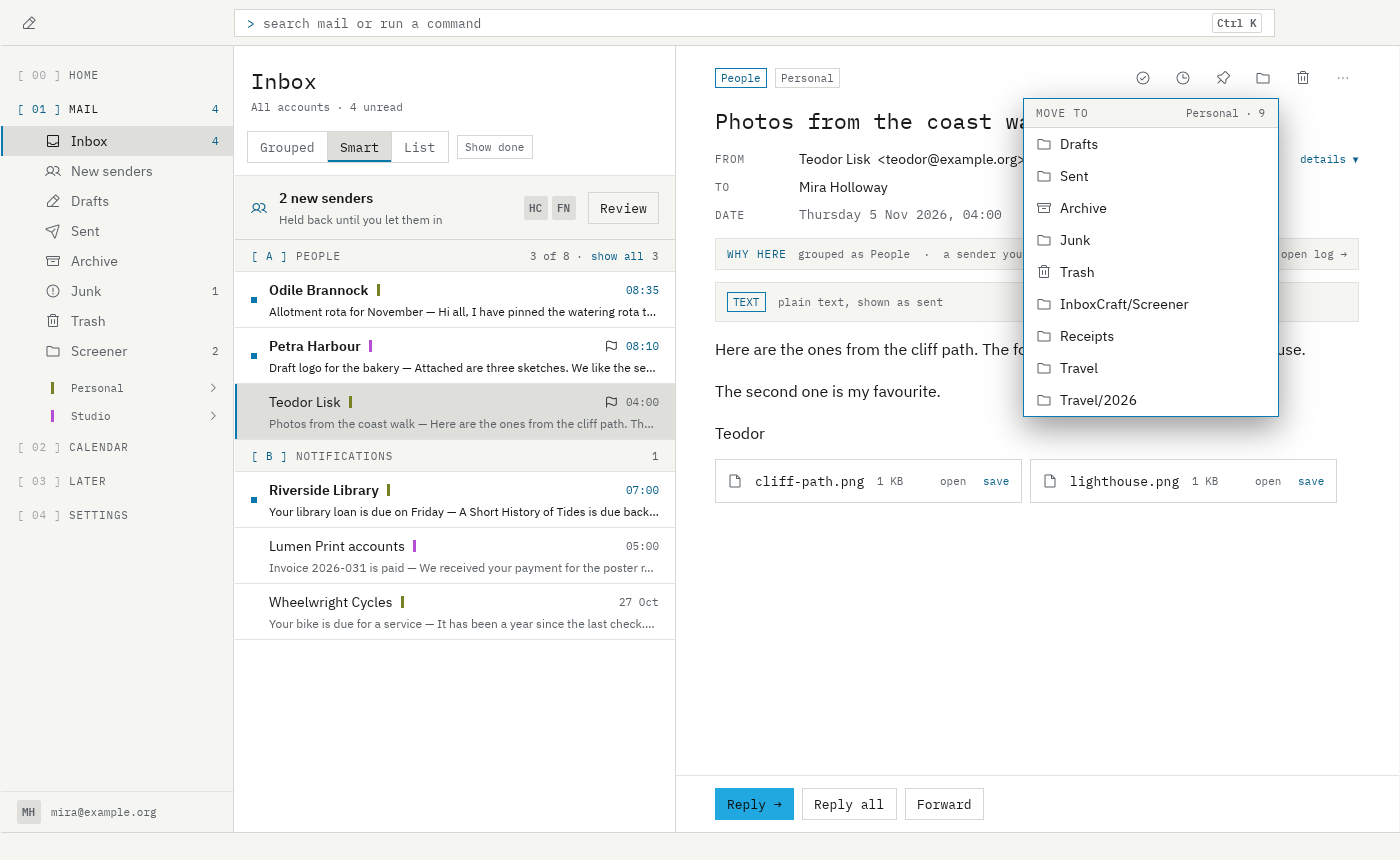 > search mail or run a command Ctrl K
[ 00 ] HOME
[ 01 ] MAIL 4
Inbox 4
New senders
Drafts
Sent
Archive
Junk 1
Trash
Screener 2
Personal
Studio
[ 02 ] CALENDAR
[ 03 ] LATER
[ 04 ] SETTINGS
MH mira@example.org
Inbox
All accounts · 4 unread
Grouped Smart List Show done
2 new senders
Held back until you let them in
HC FN Review
[ A ] PEOPLE 3 of 8 · show all 3
Odile Brannock 08:35
Allotment rota for November — Hi all, I have pinned the watering rota t...
Petra Harbour 08:10
Draft logo for the bakery — Attached are three sketches. We like the se...
Teodor Lisk 04:00
Photos from the coast walk — Here are the ones from the cliff path. Th...
[ B ] NOTIFICATIONS 1
Riverside Library 07:00
Your library loan is due on Friday — A Short History of Tides is due back...
Lumen Print accounts 05:00
Invoice 2026-031 is paid — We received your payment for the poster r...
Wheelwright Cycles 27 Oct
Your bike is due for a service — It has been a year since the last check....
People Personal
Photos from the coast
FROM Teodor Lisk <teodor@example.org> details ▾
TO Mira Holloway
DATE Thursday 5 Nov 2026, 04:00
WHY HERE grouped as People · a sender you open log →
TEXT plain text, shown as sent
Here are the ones from the cliff path. The
The second one is my favourite.
Teodor
cliff-path.png 1 KB open save
lighthouse.png 1 KB open save
Reply → Reply all Forward
MOVE TO Personal · 9
Drafts
Sent
Archive
Junk
Trash
InboxCraft/Screener
Receipts
Travel
Travel/2026